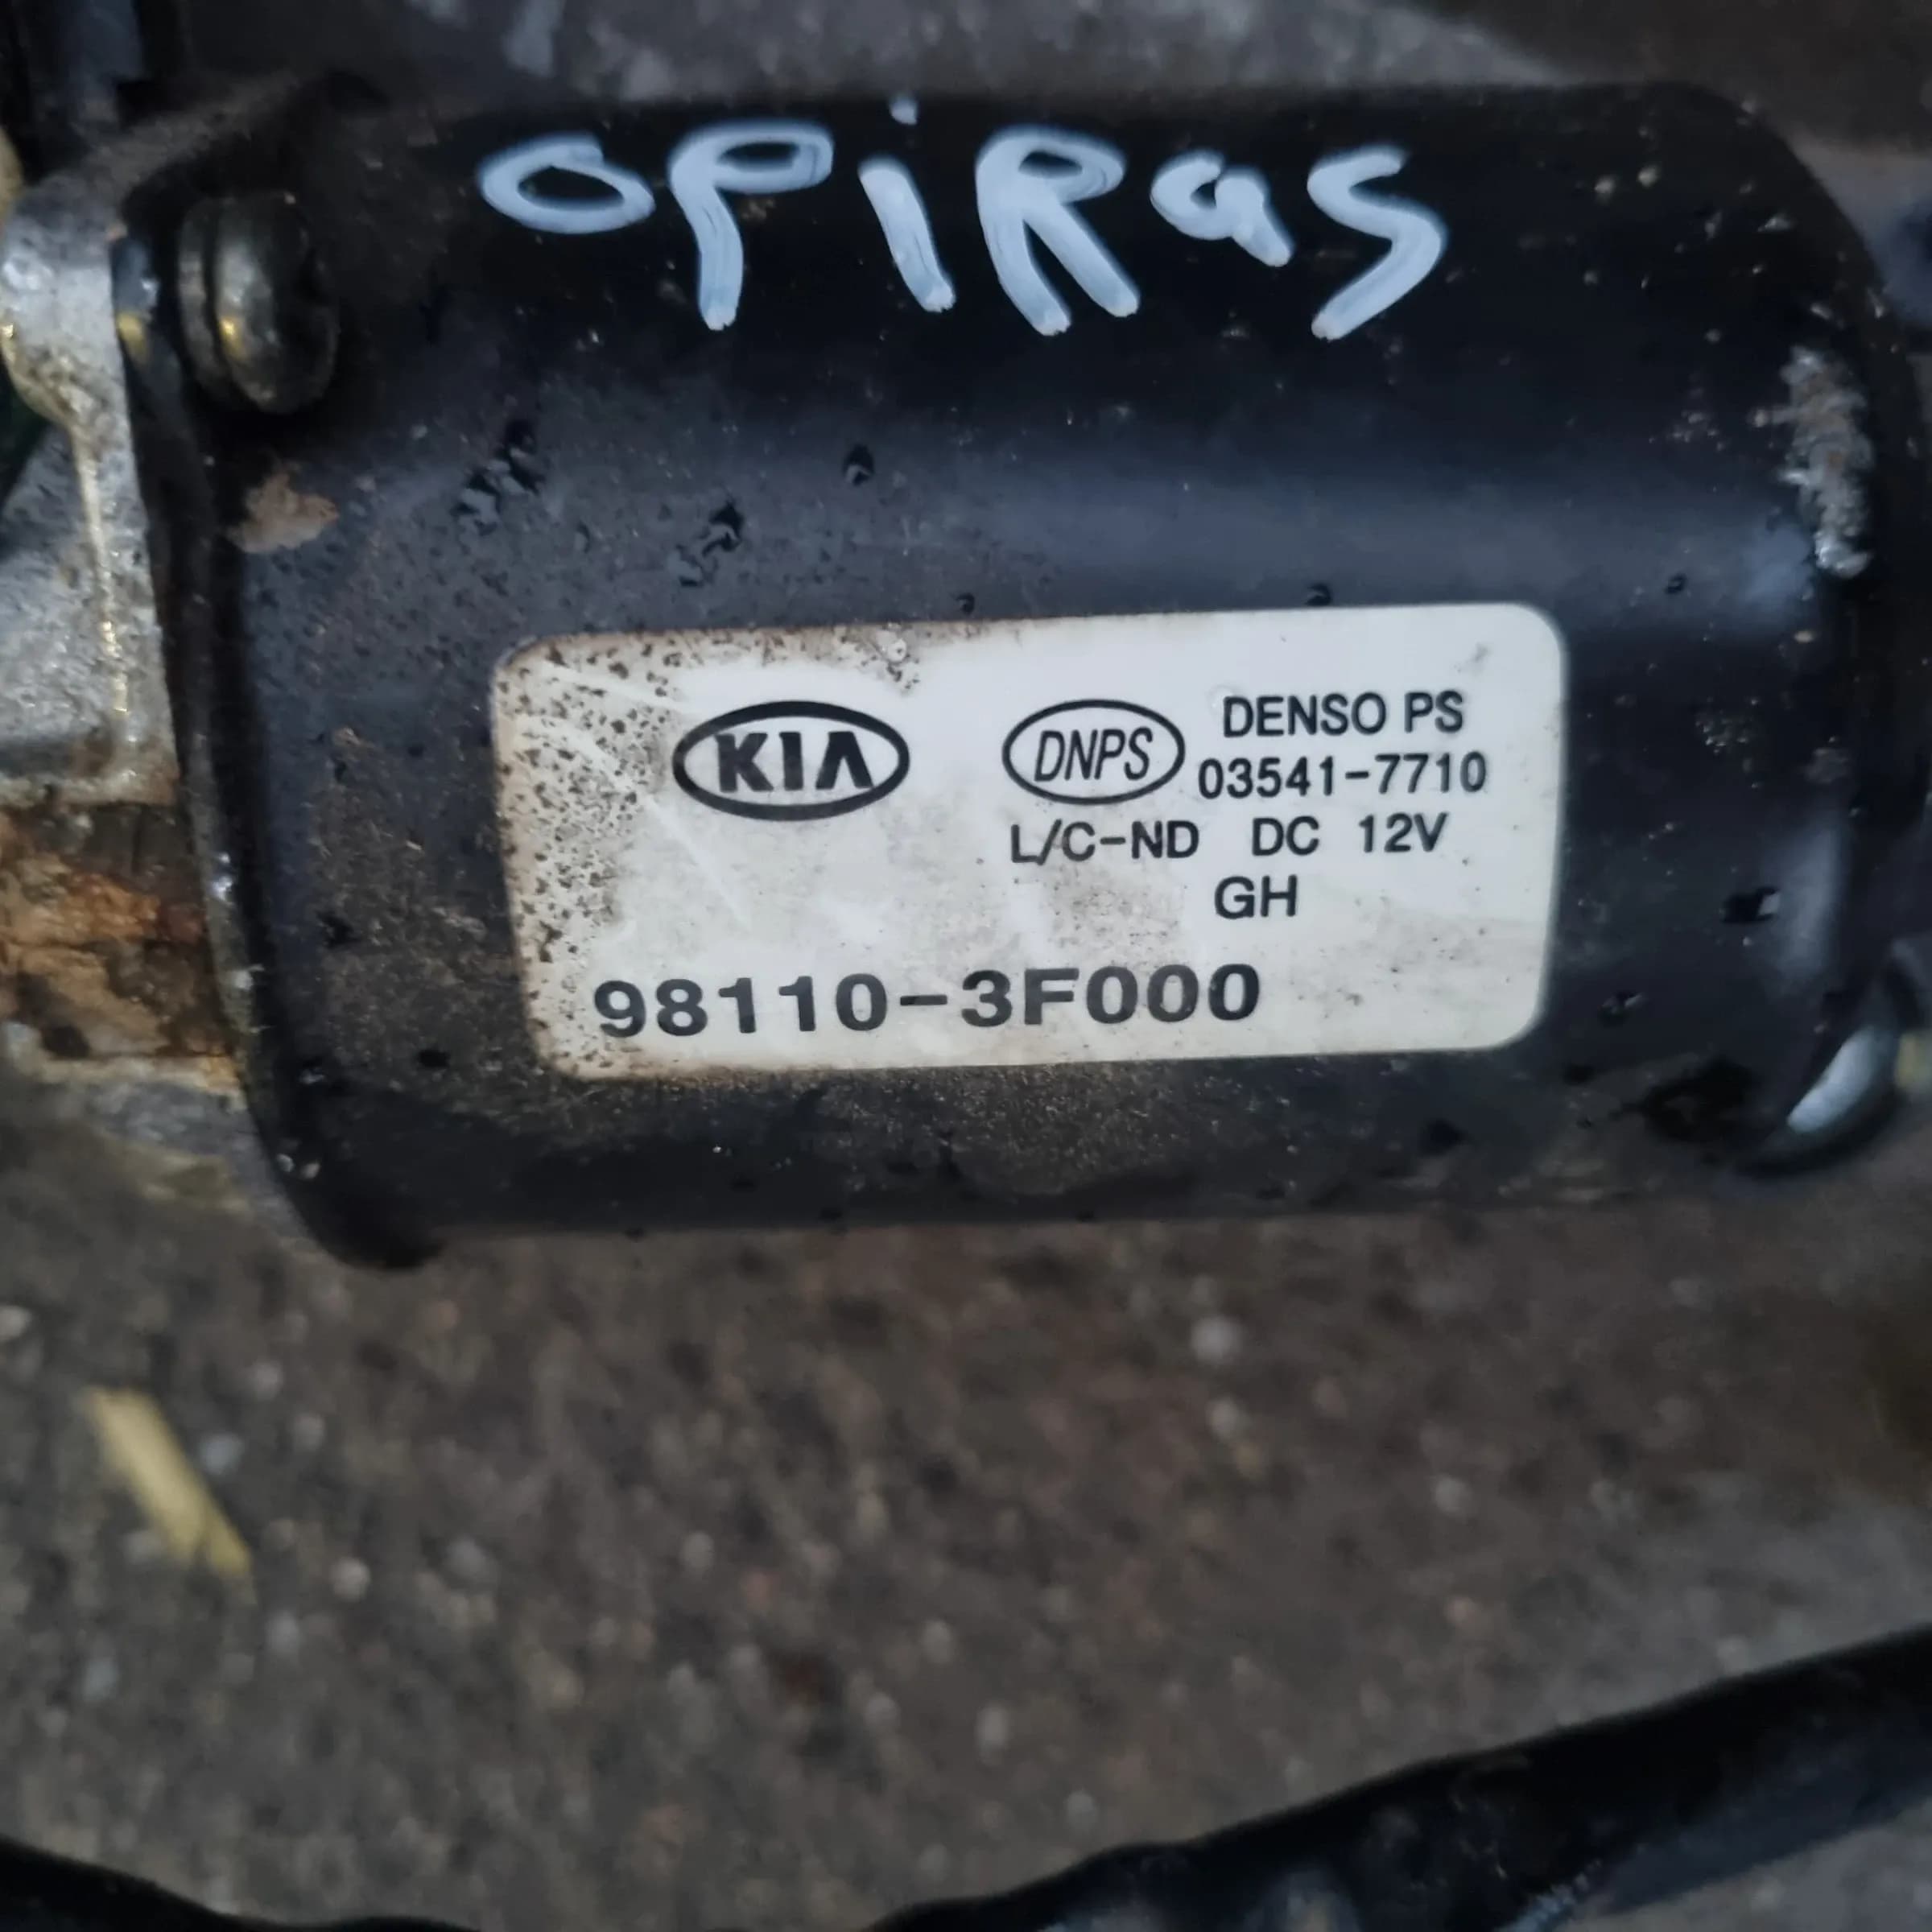 OPiRaS
KIA
DNPS
DENSO PS
03541-7710
L/C-ND DC 12V
GH
98110-3F000